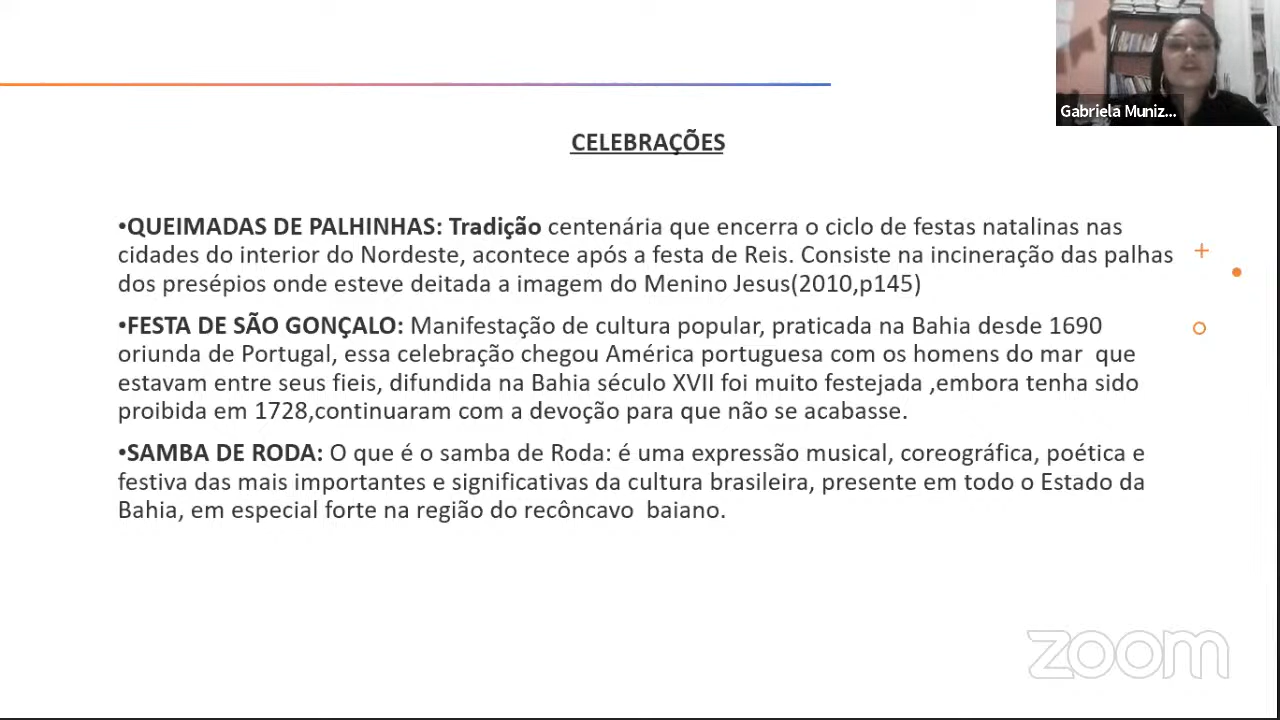 Gabriela Muniz...
CELEBRAÇÕES
•QUEIMADAS DE PALHINHAS: Tradição centenária que encerra o ciclo de festas natalinas nas
cidades do interior do Nordeste, acontece após a festa de Reis. Consiste na incineração das palhas
dos presépios onde esteve deitada a imagem do Menino Jesus(2010,p145)
•FESTA DE SÃO GONÇALO: Manifestação de cultura popular, praticada na Bahia desde 1690
oriunda de Portugal, essa celebração chegou América portuguesa com os homens do mar  que
estavam entre seus fieis, difundida na Bahia século XVII foi muito festejada ,embora tenha sido
proibida em 1728,continuaram com a devoção para que não se acabasse.
•SAMBA DE RODA: O que é o samba de Roda: é uma expressão musical, coreográfica, poética e
festiva das mais importantes e significativas da cultura brasileira, presente em todo o Estado da
Bahia, em especial forte na região do recôncavo  baiano.
zoom